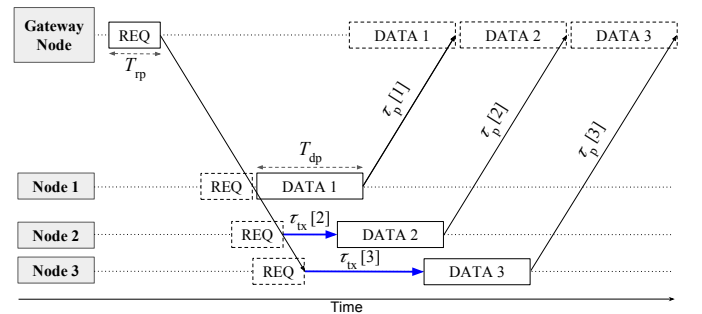 Gateway
Node
REQ
DATA 1
DATA 2
DATA 3
T_rp
τ_p[1]
τ_p[2]
τ_p[3]
T_dp
Node 1
REQ
DATA 1
τ_tx[2]
Node 2
REQ
DATA 2
τ_tx[3]
Node 3
REQ
DATA 3
Time